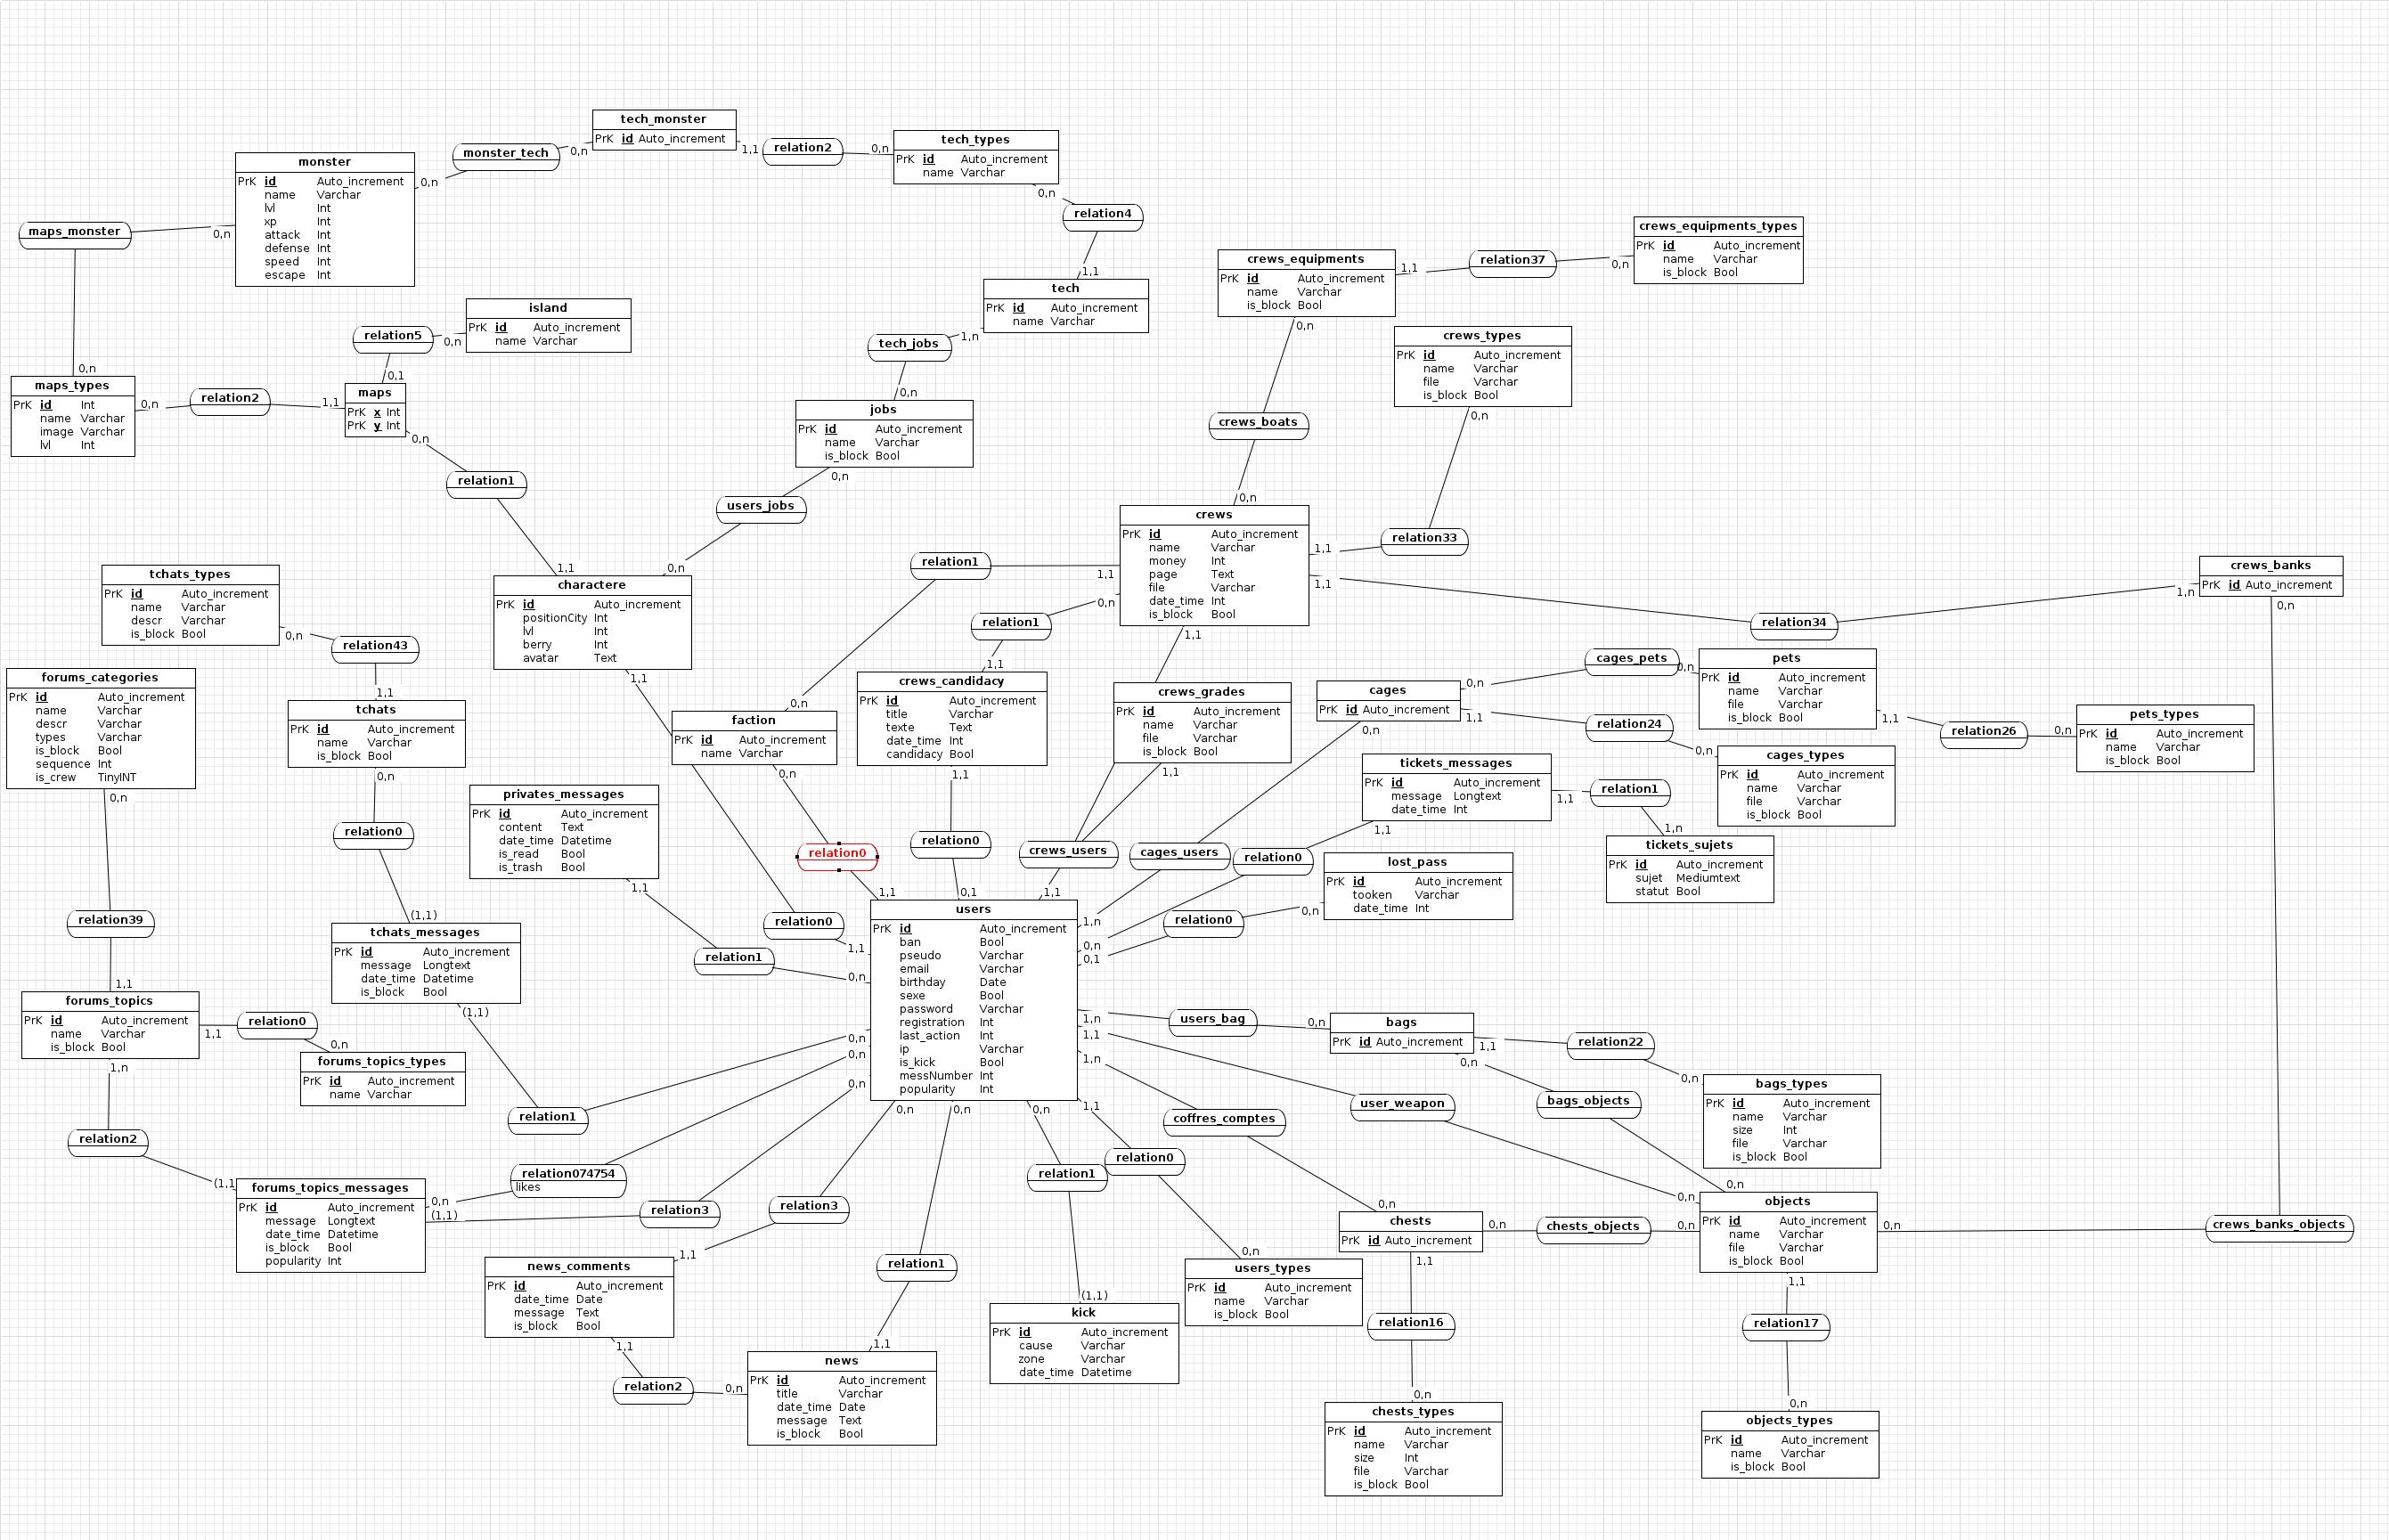 tech_monster
PrK id Auto_increment
monster_tech
0,n
0,n
1,1
relation2
0,n
tech_types
PrK id Auto_increment
name Varchar
0,n
relation4
1,1
monster
PrK id Auto_increment
name Varchar
lvl Int
xp Int
attack Int
defense Int
speed Int
escape Int
maps_monster
0,n
0,n
tech
PrK id Auto_increment
name Varchar
1,n
tech_jobs
0,n
island
PrK id Auto_increment
name Varchar
relation5
0,n
0,1
maps_types
PrK id Int
name Varchar
image Varchar
lvl Int
0,n
relation2
1,1
maps
PrK x Int
PrK y Int
0,n
relation1
1,1
jobs
PrK id Auto_increment
name Varchar
is_block Bool
0,n
users_jobs
0,n
crews_equipments
PrK id Auto_increment
name Varchar
is_block Bool
1,1
relation37
0,n
crews_equipments_types
PrK id Auto_increment
name Varchar
is_block Bool
0,n
crews_boats
0,n
crews_types
PrK id Auto_increment
name Varchar
file Varchar
is_block Bool
0,n
relation33
1,1
crews
PrK id Auto_increment
name Varchar
money Int
page Text
file Varchar
date_time Int
is_block Bool
relation1
1,1
0,n
relation1
0,n
1,1
1,1
1,1
relation34
1,n
crews_banks
PrK id Auto_increment
0,n
charactere
PrK id Auto_increment
positionCity Int
lvl Int
berry Int
avatar Text
1,1
tchats_types
PrK id Auto_increment
name Varchar
descr Varchar
is_block Bool
0,n
relation43
1,1
forums_categories
PrK id Auto_increment
name Varchar
descr Varchar
types Varchar
is_block Bool
sequence Int
is_crew TinyINT
0,n
tchats
PrK id Auto_increment
name Varchar
is_block Bool
0,n
relation0
(1,1)
faction
PrK id Auto_increment
name Varchar
0,n
relation0
1,1
crews_candidacy
PrK id Auto_increment
title Varchar
texte Text
date_time Int
candidacy Bool
1,1
relation0
0,1
crews_grades
PrK id Auto_increment
name Varchar
file Varchar
is_block Bool
1,1
crews_users
1,1
cages
PrK id Auto_increment
0,n
cages_pets
0,n
pets
PrK id Auto_increment
name Varchar
file Varchar
is_block Bool
1,1
relation26
0,n
pets_types
PrK id Auto_increment
name Varchar
is_block Bool
1,1
relation24
0,n
cages_types
PrK id Auto_increment
name Varchar
file Varchar
is_block Bool
0,n
cages_users
1,n
tickets_messages
PrK id Auto_increment
message Longtext
date_time Int
1,1
relation1
1,n
tickets_sujets
PrK id Auto_increment
sujet Mediumtext
statut Bool
1,1
relation0
0,n
lost_pass
PrK id Auto_increment
tooken Varchar
date_time Int
0,n
relation0
0,1
privates_messages
PrK id Auto_increment
content Text
date_time Datetime
is_read Bool
is_trash Bool
1,1
relation1
0,n
relation0
1,1
users
PrK id Auto_increment
ban Bool
pseudo Varchar
email Varchar
birthday Date
sexe Bool
password Varchar
registration Int
last_action Int
ip Varchar
is_kick Bool
messNumber Int
popularity Int
relation39
1,1
tchats_messages
PrK id Auto_increment
message Longtext
date_time Datetime
is_block Bool
(1,1)
relation1
0,n
forums_topics
PrK id Auto_increment
name Varchar
is_block Bool
1,1
relation0
0,n
forums_topics_types
PrK id Auto_increment
name Varchar
1,n
relation2
(1,1)
forums_topics_messages
PrK id Auto_increment
message Longtext
date_time Datetime
is_block Bool
popularity Int
0,n
relation074754
likes
0,n
(1,1)
relation3
0,n
0,n
relation3
1,1
news_comments
PrK id Auto_increment
date_time Date
message Text
is_block Bool
1,1
relation2
0,n
news
PrK id Auto_increment
title Varchar
date_time Date
message Text
is_block Bool
0,n
relation1
1,1
0,n
relation1
(1,1)
kick
PrK id Auto_increment
cause Varchar
zone Varchar
date_time Datetime
1,1
relation0
0,n
users_types
PrK id Auto_increment
name Varchar
is_block Bool
1,n
users_bag
0,n
bags
PrK id Auto_increment
1,1
relation22
0,n
bags_types
PrK id Auto_increment
name Varchar
size Int
file Varchar
is_block Bool
0,n
bags_objects
0,n
1,1
user_weapon
0,n
1,n
coffres_comptes
0,n
chests
PrK id Auto_increment
0,n
chests_objects
0,n
objects
PrK id Auto_increment
name Varchar
file Varchar
is_block Bool
0,n
crews_banks_objects
1,1
relation16
0,n
chests_types
PrK id Auto_increment
name Varchar
size Int
file Varchar
is_block Bool
1,1
relation17
0,n
objects_types
PrK id Auto_increment
name Varchar
is_block Bool